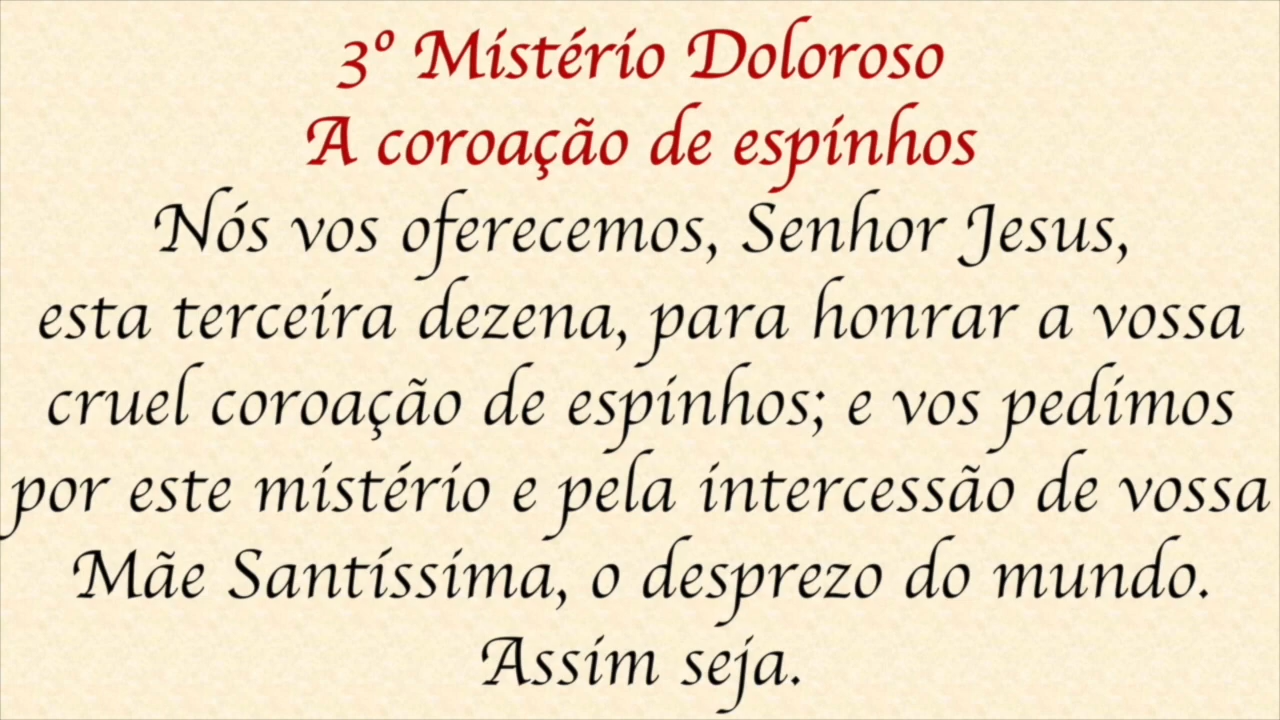 3º Mistério Doloroso
A coroação de espinhos
Nós vos oferecemos, Senhor Jesus,
esta terceira dezena, para honrar a vossa
cruel coroação de espinhos; e vos pedimos
por este mistério e pela intercessão de vossa
Mãe Santíssima, o desprezo do mundo.
Assim seja.